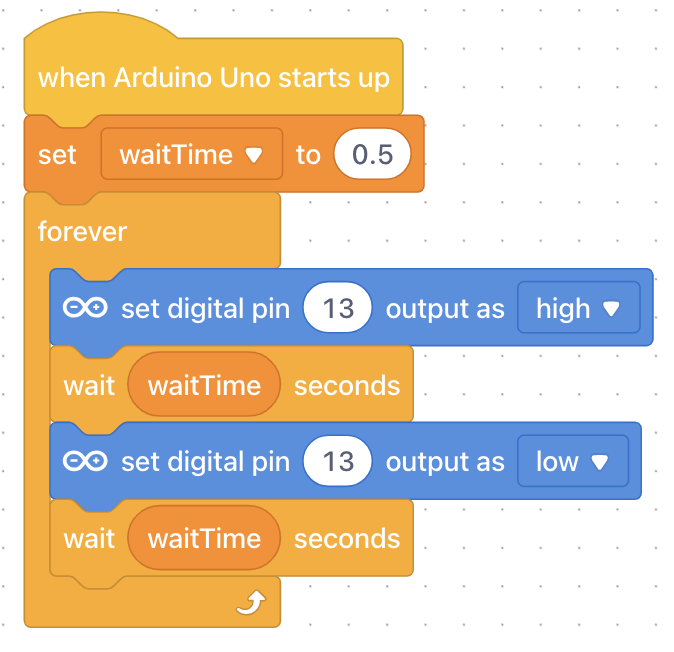 when Arduino Uno starts up
set waitTime to 0.5
forever
set digital pin 13 output as high
wait waitTime seconds
set digital pin 13 output as low
wait waitTime seconds